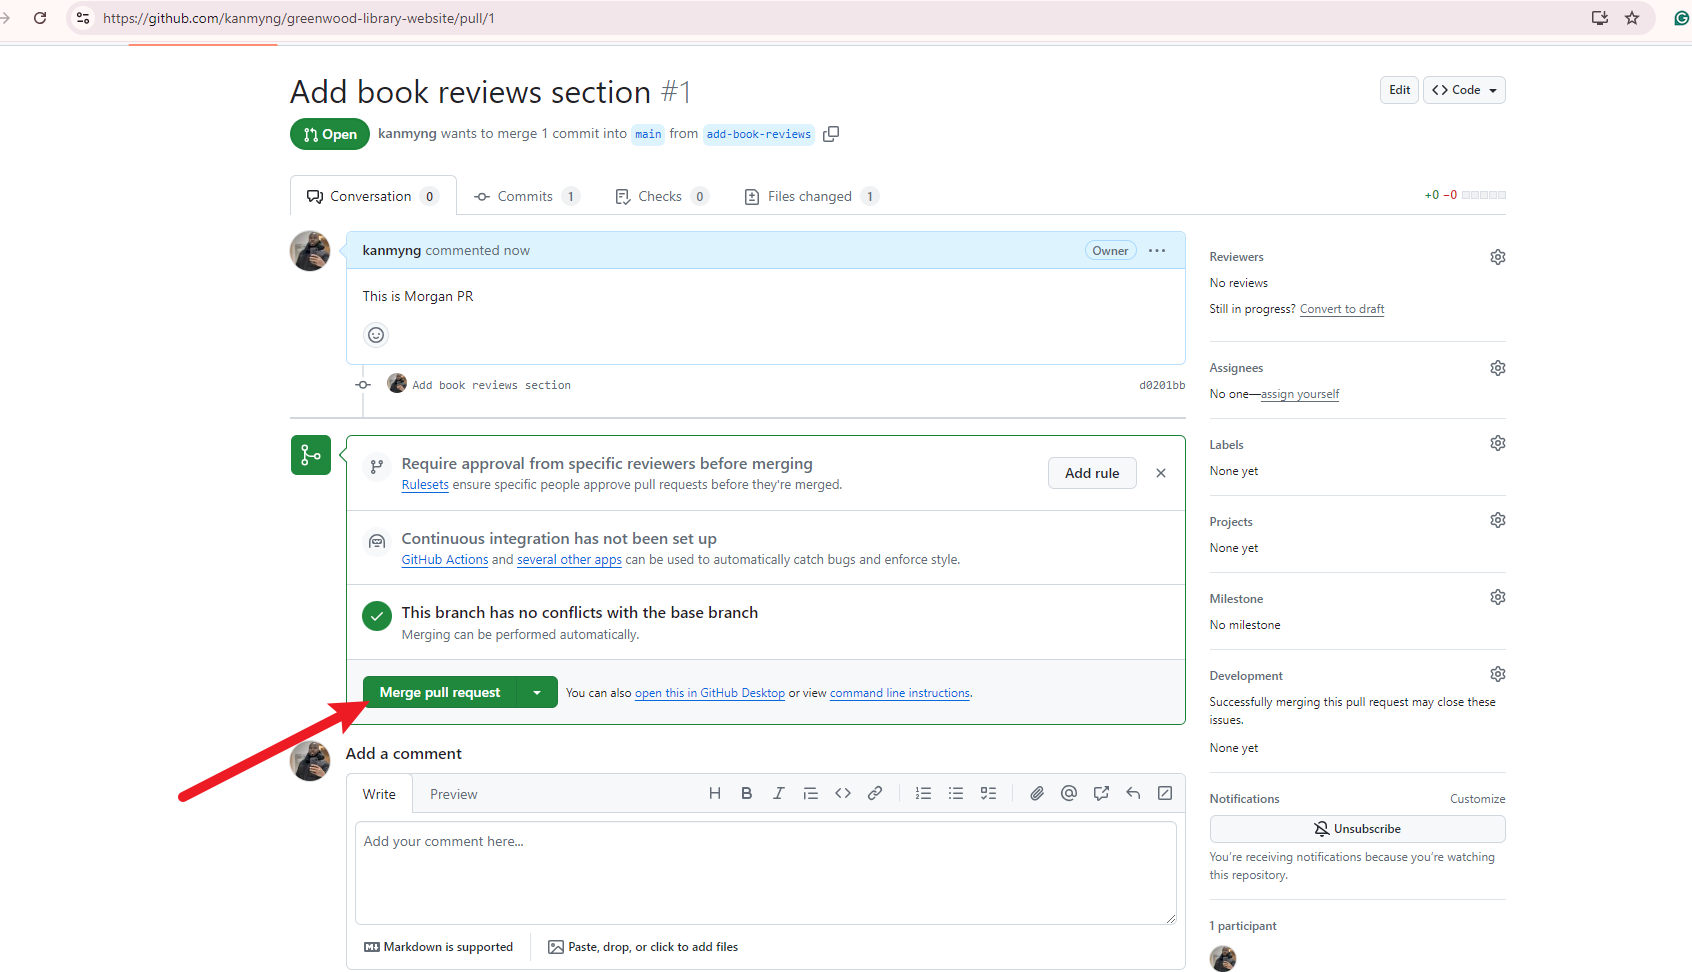 https://github.com/kanmyng/greenwood-library-website/pull/1
Add book reviews section #1
Edit
Code
Open
kanmyng wants to merge 1 commit into main from add-book-reviews
Conversation 0
Commits 1
Checks 0
Files changed 1
+0 −0
kanmyng commented now
Owner
This is Morgan PR
Add book reviews section
d0201bb
Require approval from specific reviewers before merging
Rulesets ensure specific people approve pull requests before they're merged.
Add rule
Continuous integration has not been set up
GitHub Actions and several other apps can be used to automatically catch bugs and enforce style.
This branch has no conflicts with the base branch
Merging can be performed automatically.
Merge pull request
You can also open this in GitHub Desktop or view command line instructions.
Add a comment
Write
Preview
Add your comment here...
Markdown is supported
Paste, drop, or click to add files
Reviewers
No reviews
Still in progress? Convert to draft
Assignees
No one—assign yourself
Labels
None yet
Projects
None yet
Milestone
No milestone
Development
Successfully merging this pull request may close these
issues.
None yet
Notifications
Customize
Unsubscribe
You're receiving notifications because you're watching
this repository.
1 participant